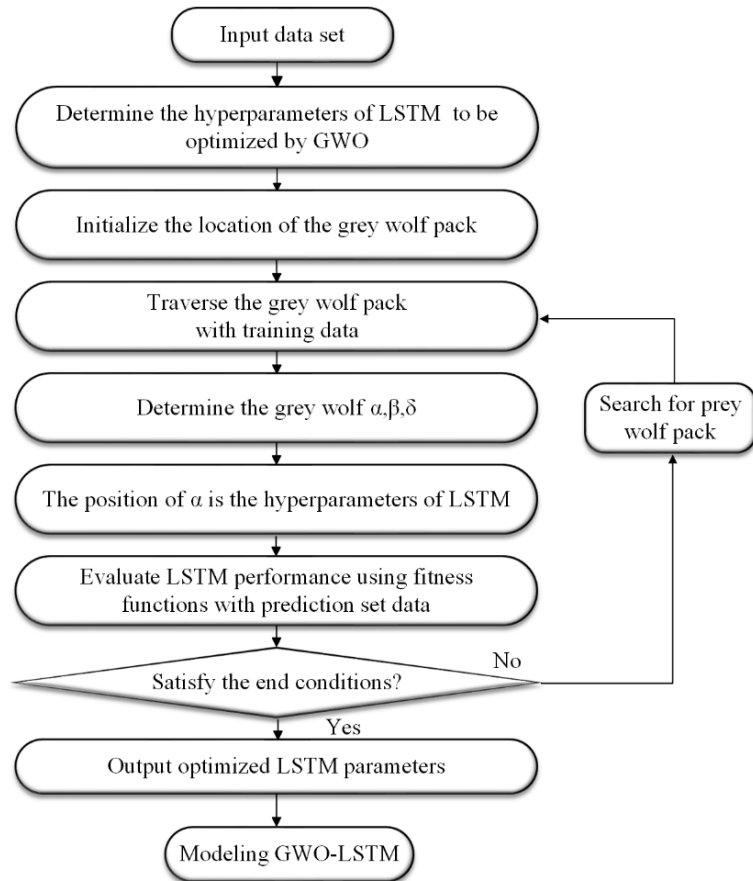 Input data set
Determine the hyperparameters of LSTM to be
optimized by GWO
Initialize the location of the grey wolf pack
Traverse the grey wolf pack
with training data
Determine the grey wolf α,β,δ
Search for prey
wolf pack
The position of α is the hyperparameters of LSTM
Evaluate LSTM performance using fitness
functions with prediction set data
Satisfy the end conditions?
No
Yes
Output optimized LSTM parameters
Modeling GWO-LSTM